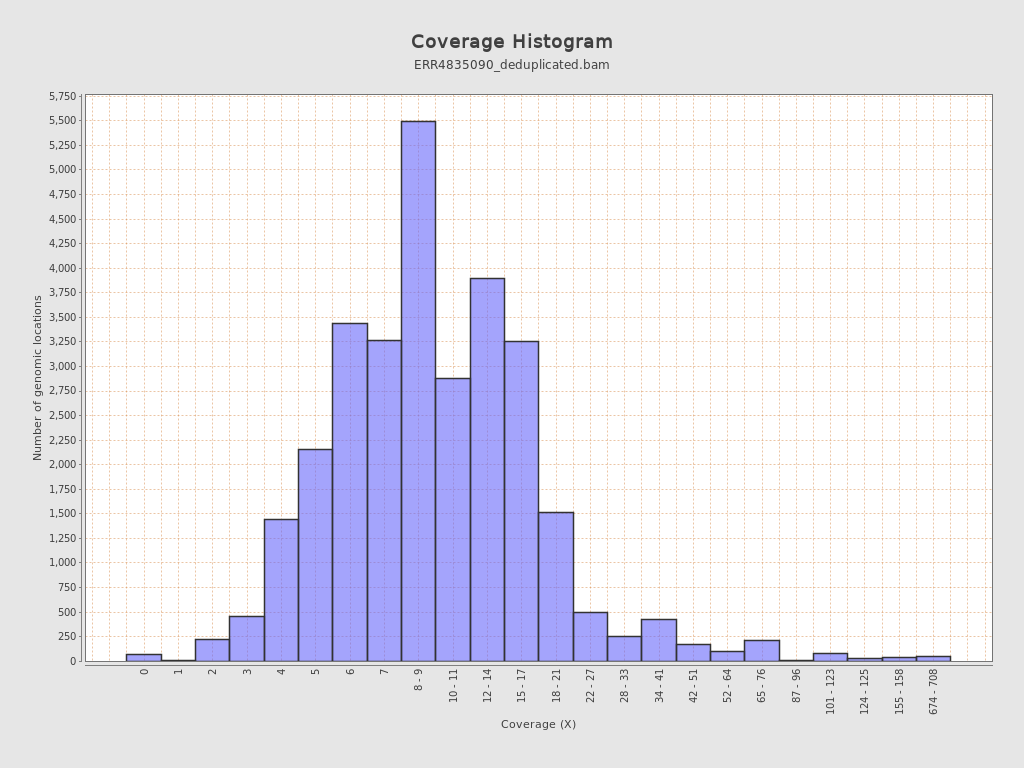 Coverage Histogram
ERR4835090_deduplicated.bam
Number of genomic locations
5,750
5,500
5,250
5,000
4,750
4,500
4,250
4,000
3,750
3,500
3,250
3,000
2,750
2,500
2,250
2,000
1,750
1,500
1,250
1,000
750
500
250
0
0
1
2
3
4
5
6
7
8 - 9
10 - 11
12 - 14
15 - 17
18 - 21
22 - 27
28 - 33
34 - 41
42 - 51
52 - 64
65 - 76
87 - 96
101 - 123
124 - 125
155 - 158
674 - 708
Coverage (X)